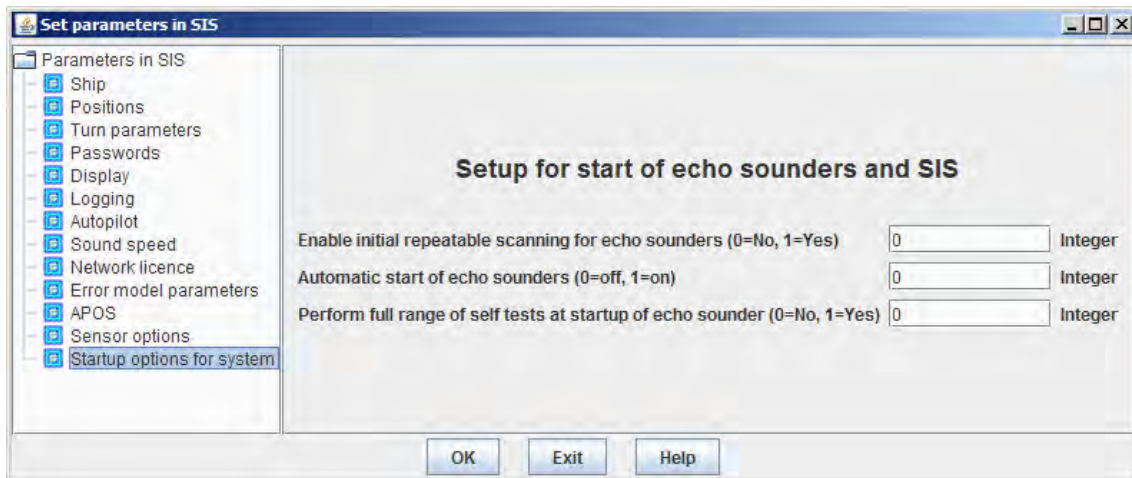 Set parameters in SIS
Parameters in SIS
Ship
Positions
Turn parameters
Passwords
Display
Logging
Autopilot
Sound speed
Network licence
Error model parameters
APOS
Sensor options
Startup options for system
Setup for start of echo sounders and SIS
Enable initial repeatable scanning for echo sounders (0=No, 1=Yes) 0 Integer
Automatic start of echo sounders (0=off, 1=on) 0 Integer
Perform full range of self tests at startup of echo sounder (0=No, 1=Yes) 0 Integer
OK Exit Help